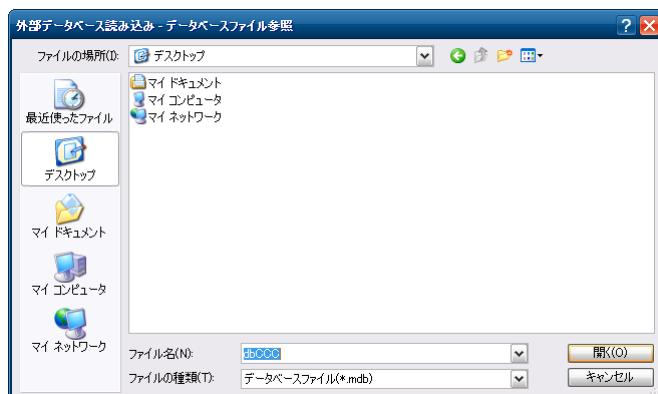 外部データベース読み込み - データベースファイル参照
ファイルの場所(I):
デスクトップ
最近使ったファイル
デスクトップ
マイ ドキュメント
マイ コンピュータ
マイ ネットワーク
マイ ドキュメント
マイ コンピュータ
マイ ネットワーク
ファイル名(N):
dbCCC
開く(O)
ファイルの種類(T):
データベースファイル(*.mdb)
キャンセル